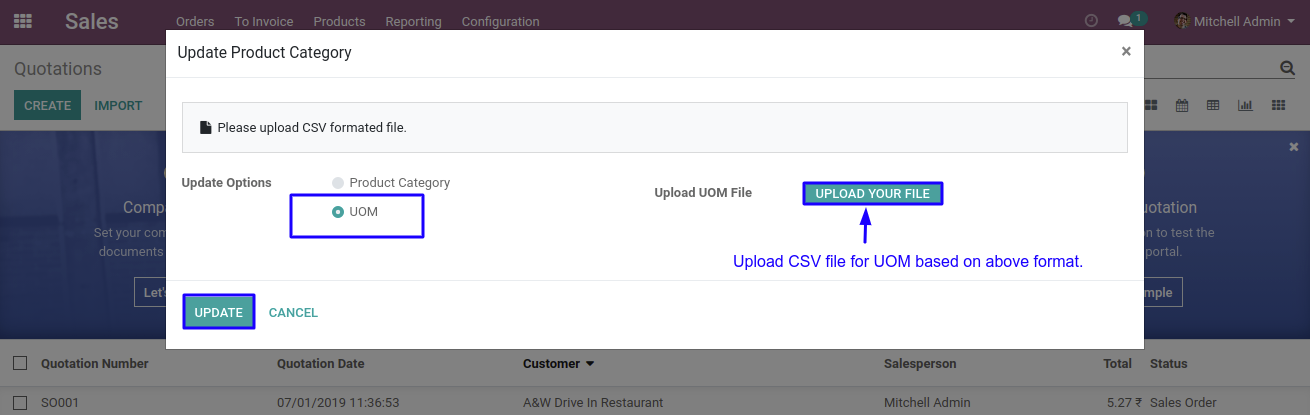 Sales Orders To Invoice Products Reporting Configuration 1 Mitchell Admin
Update Product Category ×
Quotations
CREATE IMPORT
Please upload CSV formated file.
Update Options Product Category
UOM
Upload UOM File UPLOAD YOUR FILE
Upload CSV file for UOM based on above format.
Compa
Set your com
documents
Let's
uotation
on to test the
portal.
mple
UPDATE CANCEL
Quotation Number Quotation Date Customer Salesperson Total Status
SO001 07/01/2019 11:36:53 A&W Drive In Restaurant Mitchell Admin 5.27 ₹ Sales Order